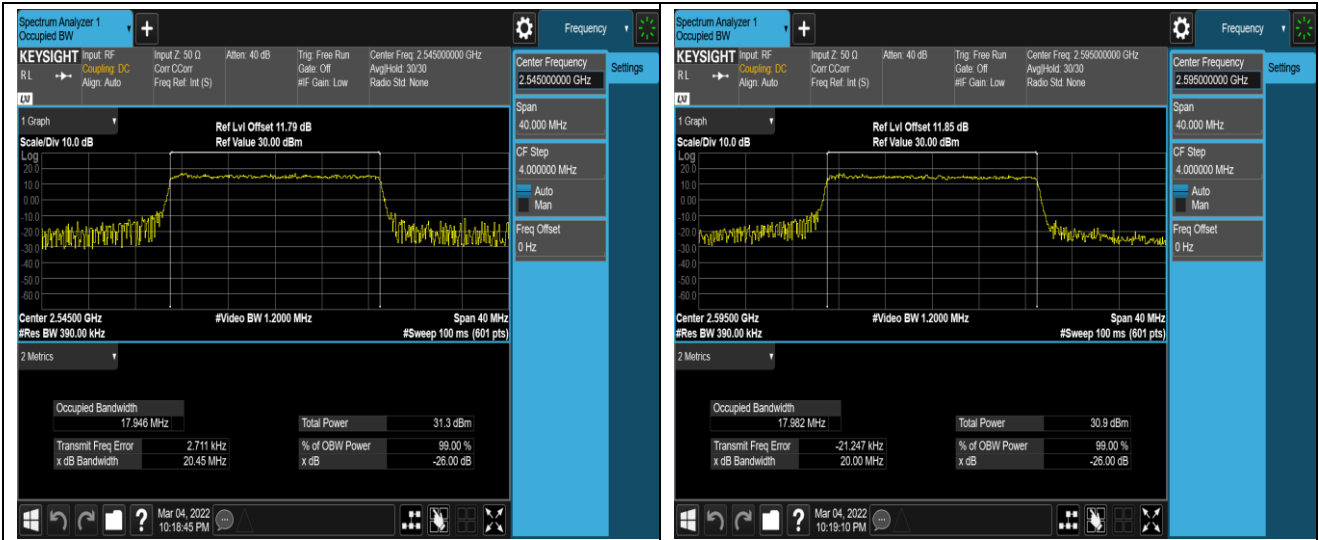 Spectrum Analyzer 1
Occupied BW
+
Frequency
KEYSIGHT Input: RF
RL
Coupling: DC
Align: Auto
Input Z: 50 Ω
Corr CCorr
Freq Ref: Int (S)
Atten: 40 dB
Trig: Free Run
Gate: Off
#IF Gain: Low
Center Freq: 2.545000000 GHz
Avg|Hold: 30/30
Radio Std: None
LXI
Center Frequency
2.545000000 GHz
Settings
Span
40.000 MHz
CF Step
4.000000 MHz
Auto
Man
Freq Offset
0 Hz
1 Graph
Scale/Div 10.0 dB
Ref Lvl Offset 11.79 dB
Ref Value 30.00 dBm
Log
20.0
10.0
0.00
-10.0
-20.0
-30.0
-40.0
-50.0
-60.0
Center 2.54500 GHz
#Res BW 390.00 kHz
#Video BW 1.2000 MHz
Span 40 MHz
#Sweep 100 ms (601 pts)
2 Metrics
Occupied Bandwidth
17.946 MHz
Total Power 31.3 dBm
Transmit Freq Error 2.711 kHz
% of OBW Power 99.00 %
x dB Bandwidth 20.45 MHz
x dB -26.00 dB
?
Mar 04, 2022
10:18:45 PM
Spectrum Analyzer 1
Occupied BW
+
Frequency
KEYSIGHT Input: RF
RL
Coupling: DC
Align: Auto
Input Z: 50 Ω
Corr CCorr
Freq Ref: Int (S)
Atten: 40 dB
Trig: Free Run
Gate: Off
#IF Gain: Low
Center Freq: 2.595000000 GHz
Avg|Hold: 30/30
Radio Std: None
LXI
Center Frequency
2.595000000 GHz
Settings
Span
40.000 MHz
CF Step
4.000000 MHz
Auto
Man
Freq Offset
0 Hz
1 Graph
Scale/Div 10.0 dB
Ref Lvl Offset 11.85 dB
Ref Value 30.00 dBm
Log
20.0
10.0
0.00
-10.0
-20.0
-30.0
-40.0
-50.0
-60.0
Center 2.59500 GHz
#Res BW 390.00 kHz
#Video BW 1.2000 MHz
Span 40 MHz
#Sweep 100 ms (601 pts)
2 Metrics
Occupied Bandwidth
17.982 MHz
Total Power 30.9 dBm
Transmit Freq Error -21.247 kHz
% of OBW Power 99.00 %
x dB Bandwidth 20.00 MHz
x dB -26.00 dB
?
Mar 04, 2022
10:19:10 PM